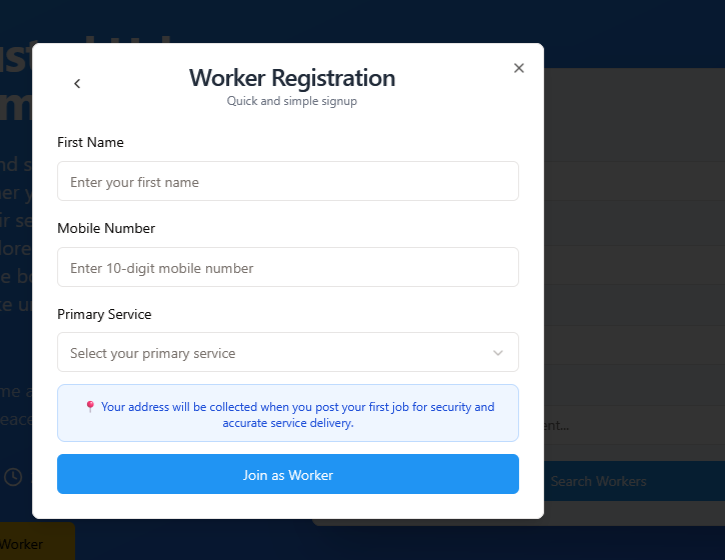 Worker Registration
Quick and simple signup
First Name
Enter your first name
Mobile Number
Enter 10-digit mobile number
Primary Service
Select your primary service
📍 Your address will be collected when you post your first job for security and
accurate service delivery.
Join as Worker
Search Workers
Worker